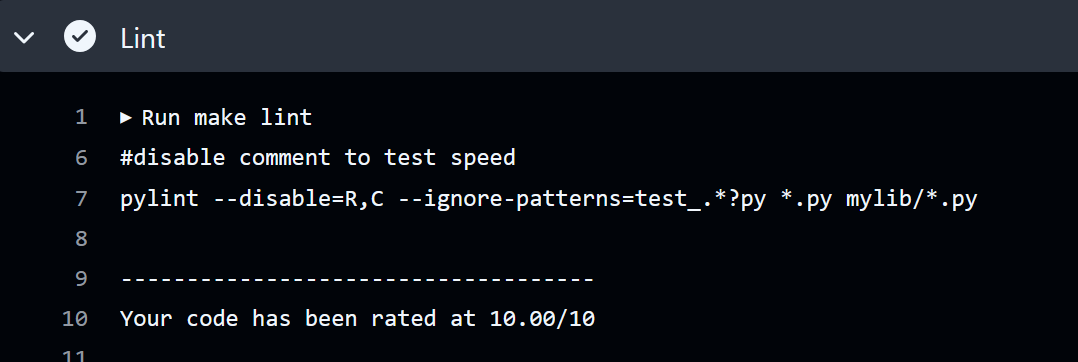 Lint
1 ▶ Run make lint
6 #disable comment to test speed
7 pylint --disable=R,C --ignore-patterns=test_.*?py *.py mylib/*.py
8
9 ------------------------------------
10 Your code has been rated at 10.00/10
11